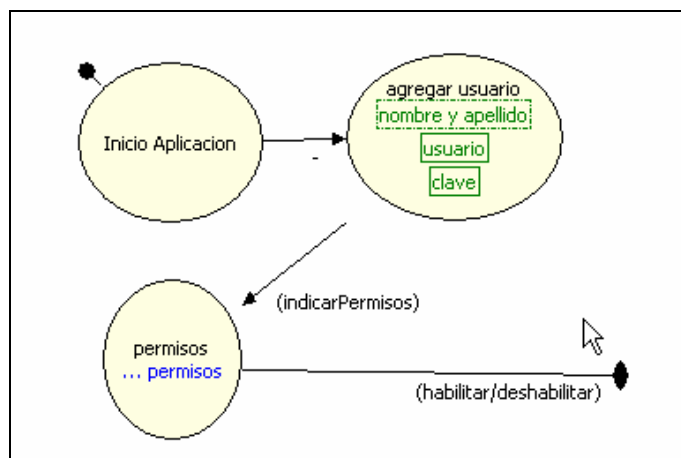 agregar usuario
nombre y apellido
Inicio Aplicacion
usuario
-
clave
(indicarPermisos)
permisos
... permisos
(habilitar/deshabilitar)